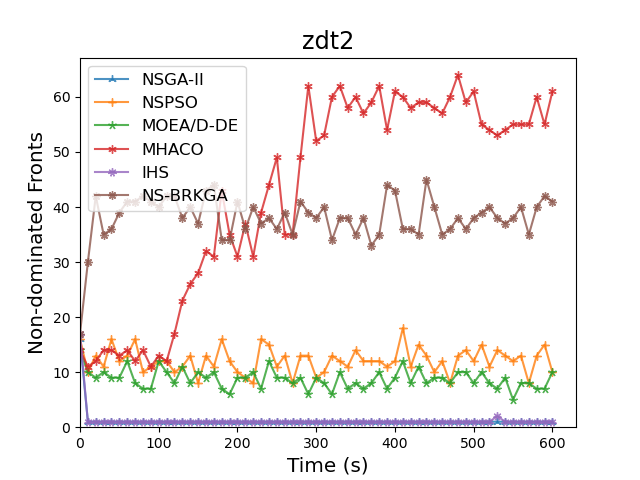 zdt2
NSGA-II
NSPSO
MOEA/D-DE
MHACO
IHS
NS-BRKGA
Non-dominated Fronts
60
50
40
30
20
10
0
0 100 200 300 400 500 600
Time (s)